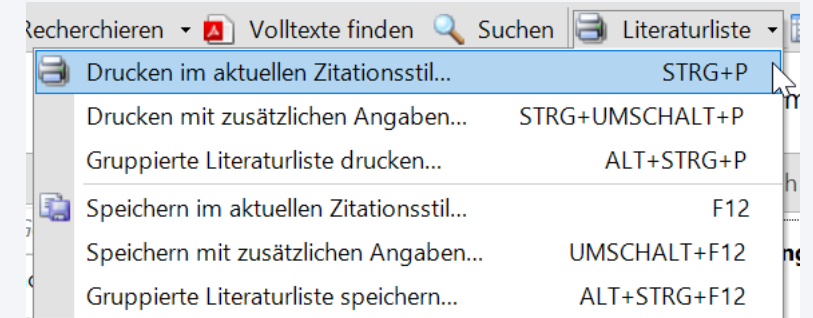 Recherchieren Volltexte finden Suchen Literaturliste
Drucken im aktuellen Zitationsstil... STRG+P
Drucken mit zusätzlichen Angaben... STRG+UMSCHALT+P
Gruppierte Literaturliste drucken... ALT+STRG+P
Speichern im aktuellen Zitationsstil... F12
Speichern mit zusätzlichen Angaben... UMSCHALT+F12
Gruppierte Literaturliste speichern... ALT+STRG+F12